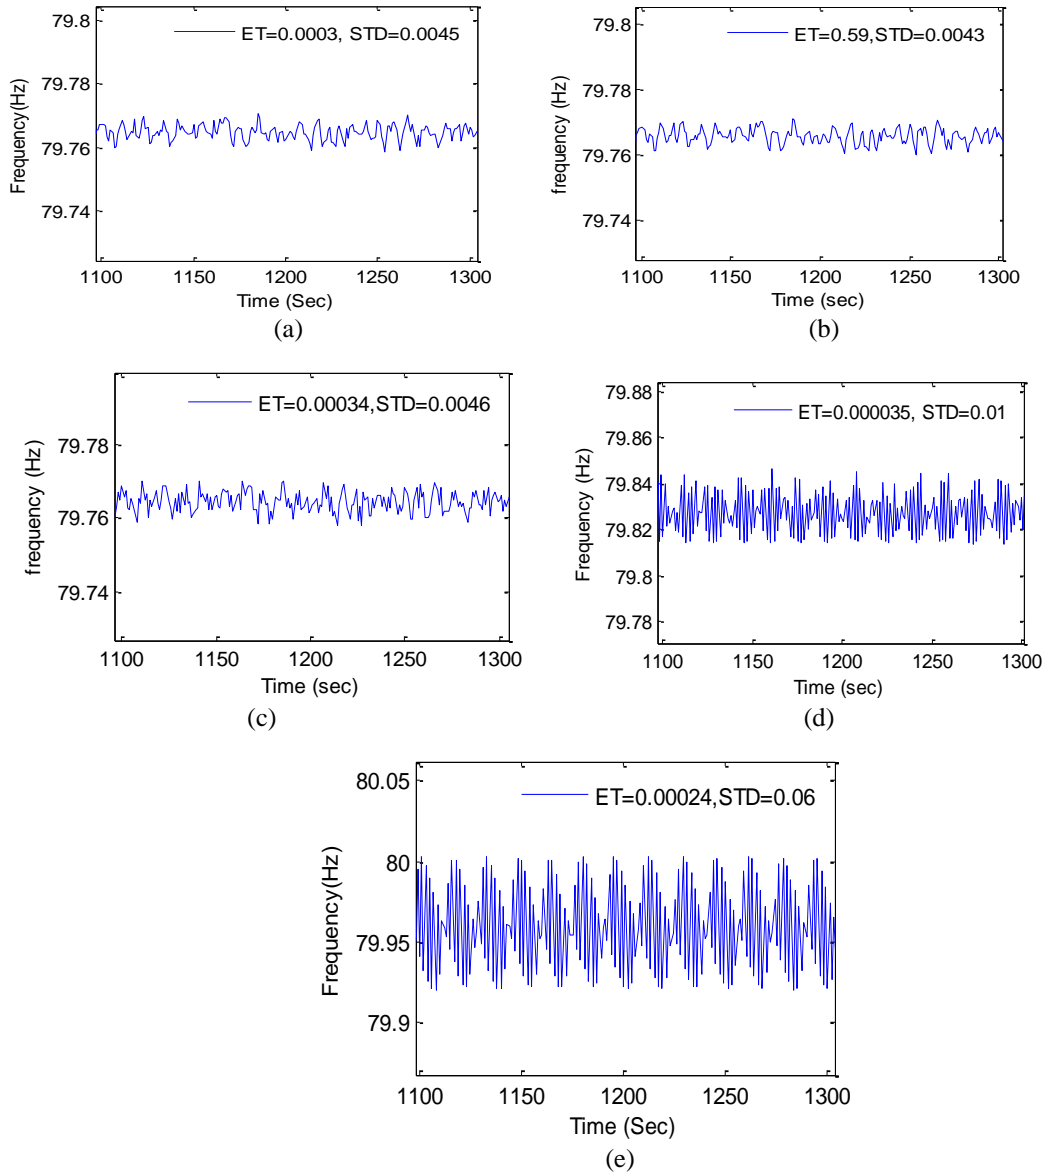 ET=0.0003, STD=0.0045
79.8
79.78
79.76
79.74
Frequency(Hz)
1100 1150 1200 1250 1300
Time (Sec)
(a)
ET=0.59,STD=0.0043
79.8
79.78
79.76
79.74
frequency (Hz)
1100 1150 1200 1250 1300
Time (sec)
(b)
ET=0.00034,STD=0.0046
79.78
79.76
79.74
frequency (Hz)
1100 1150 1200 1250 1300
Time (sec)
(c)
ET=0.000035, STD=0.01
79.88
79.86
79.84
79.82
79.8
79.78
Frequency (Hz)
1100 1150 1200 1250 1300
Time (sec)
(d)
ET=0.00024,STD=0.06
80.05
80
79.95
79.9
Frequency(Hz)
1100 1150 1200 1250 1300
Time (Sec)
(e)